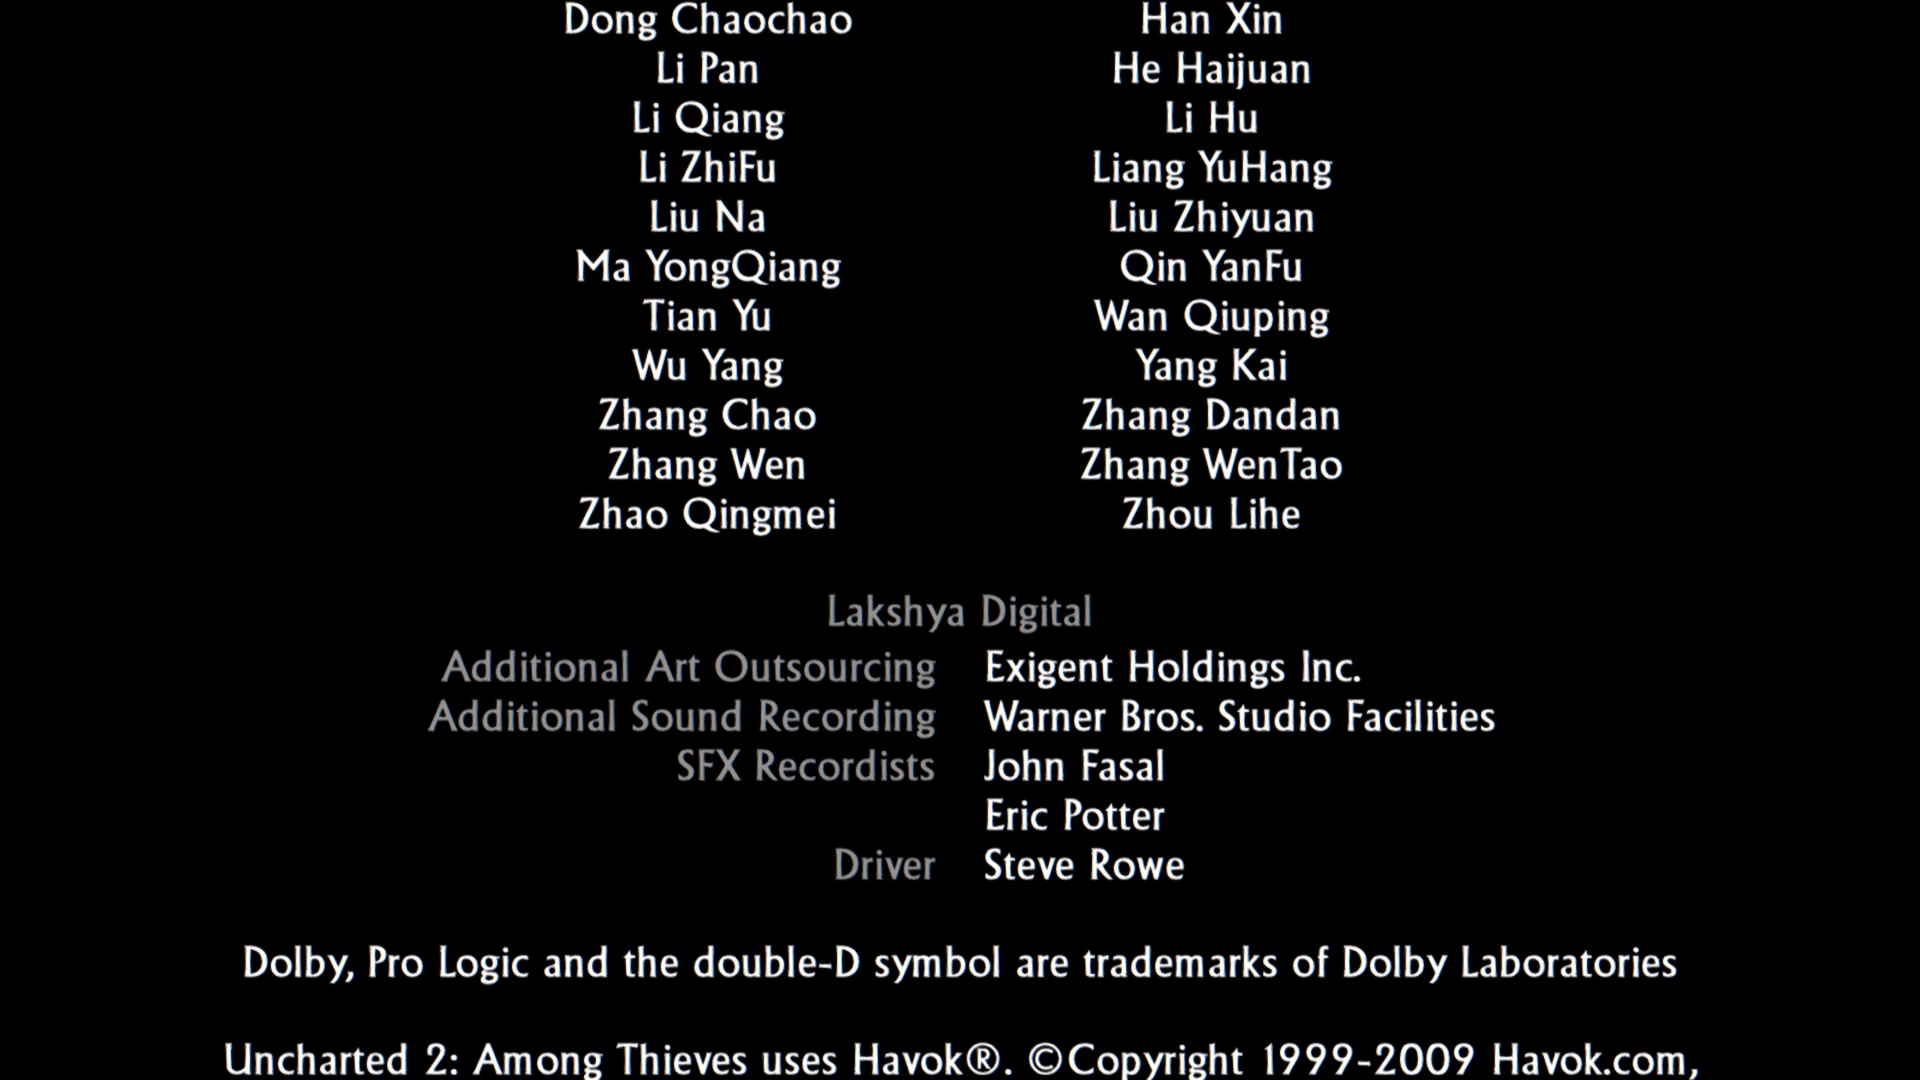 Dong Chaochao Han Xin
Li Pan He Haijuan
Li Qiang Li Hu
Li ZhiFu Liang YuHang
Liu Na Liu Zhiyuan
Ma YongQiang Qin YanFu
Tian Yu Wan Qiuping
Wu Yang Yang Kai
Zhang Chao Zhang Dandan
Zhang Wen Zhang WenTao
Zhao Qingmei Zhou Lihe
Lakshya Digital
Additional Art Outsourcing Exigent Holdings Inc.
Additional Sound Recording Warner Bros. Studio Facilities
SFX Recordists John Fasal
Eric Potter
Driver Steve Rowe
Dolby, Pro Logic and the double-D symbol are trademarks of Dolby Laboratories
Uncharted 2: Among Thieves uses Havok®. ©Copyright 1999-2009 Havok.com,